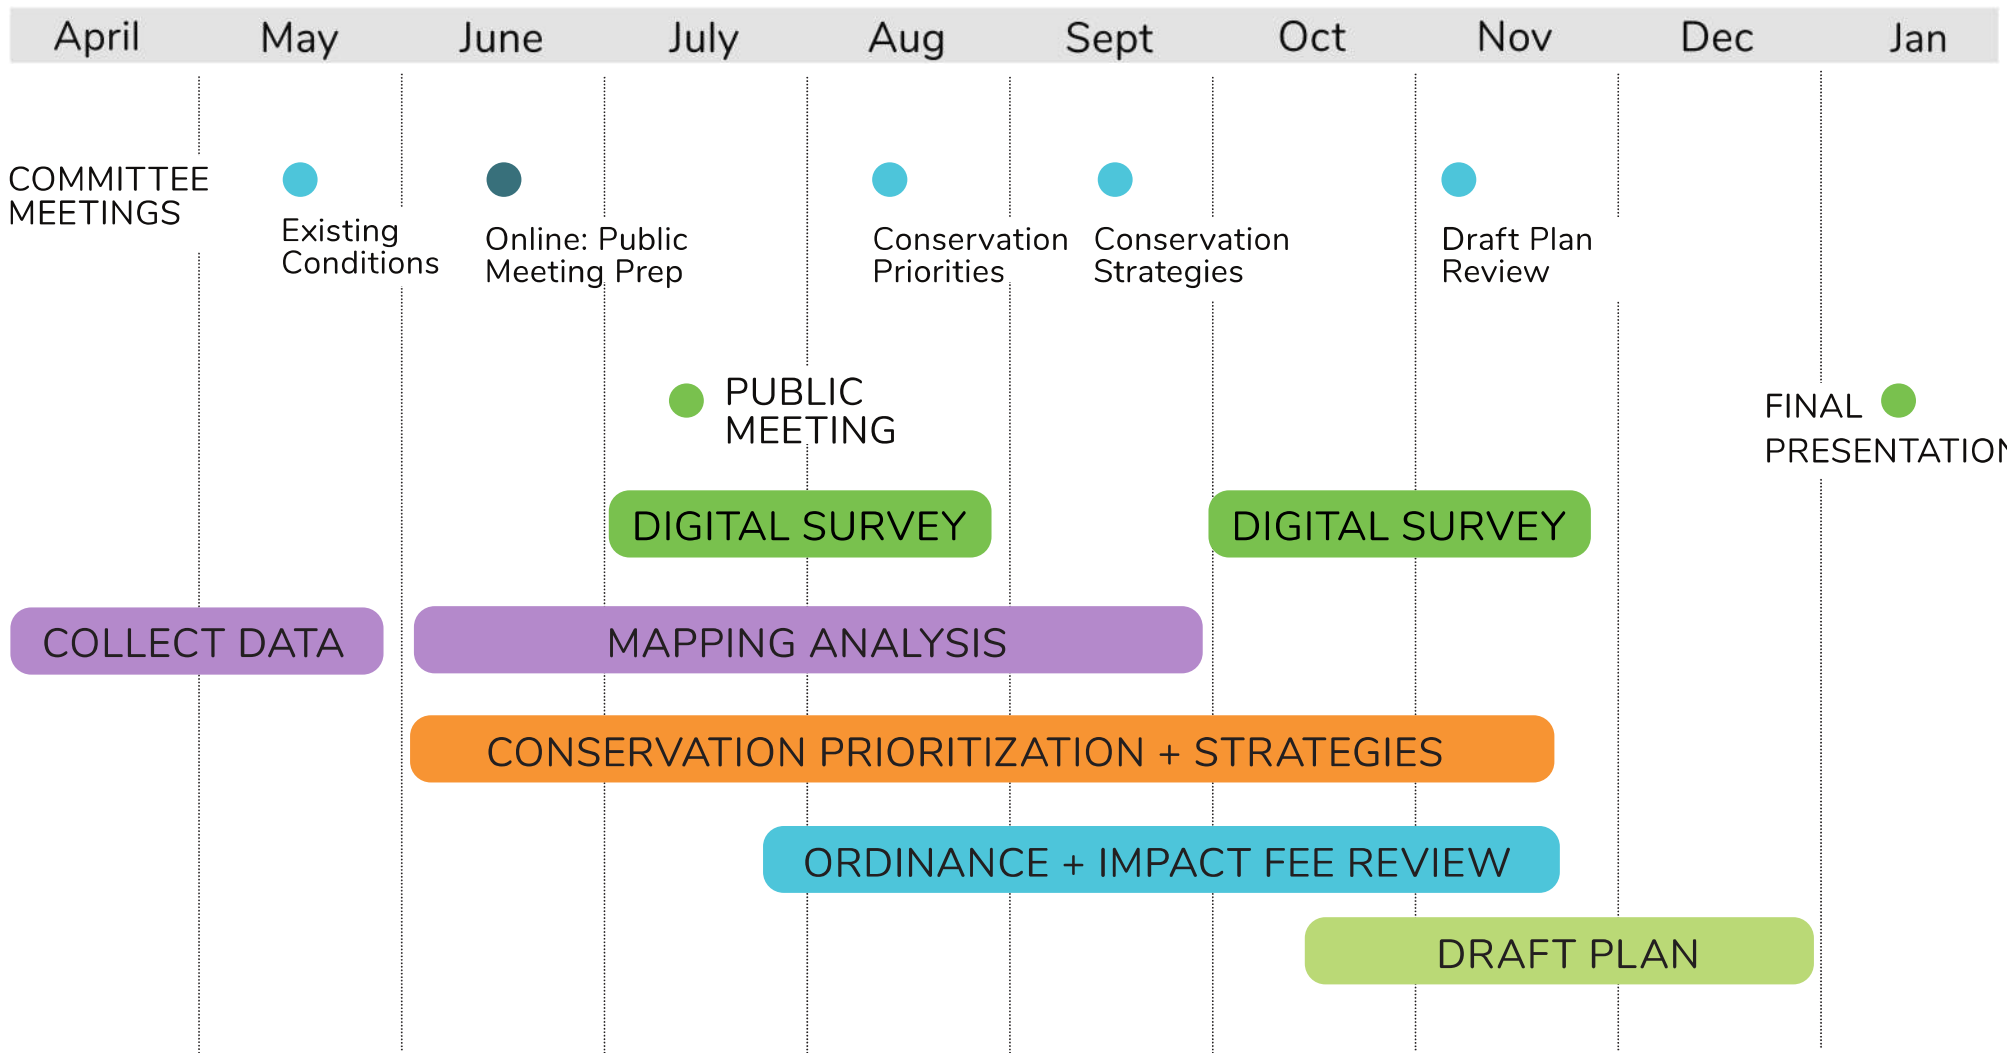 April May June July Aug Sept Oct Nov Dec Jan
COMMITTEE
MEETINGS
Existing
Conditions
Online: Public
Meeting Prep
Conservation
Priorities
Conservation
Strategies
Draft Plan
Review
PUBLIC
MEETING
FINAL
PRESENTATION
DIGITAL SURVEY
DIGITAL SURVEY
COLLECT DATA
MAPPING ANALYSIS
CONSERVATION PRIORITIZATION + STRATEGIES
ORDINANCE + IMPACT FEE REVIEW
DRAFT PLAN